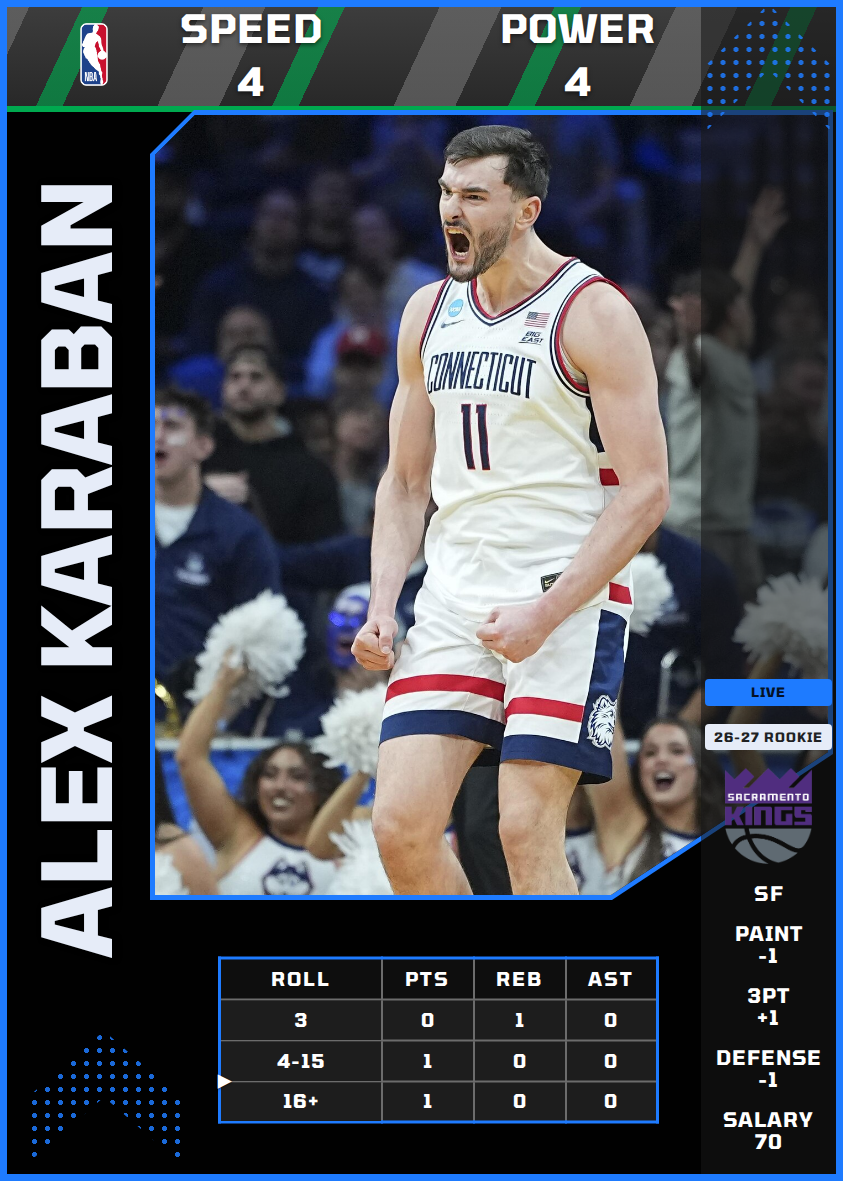 SPEED
4
POWER
4
NBA
ALEX KARABAN
BIG
EAST
CONNECTICUT
11
LIVE
26-27 ROOKIE
SACRAMENTO
KINGS
SF
PAINT
-1
3PT
+1
DEFENSE
-1
SALARY
70
ROLL PTS REB AST
3 0 1 0
4-15 1 0 0
16+ 1 0 0